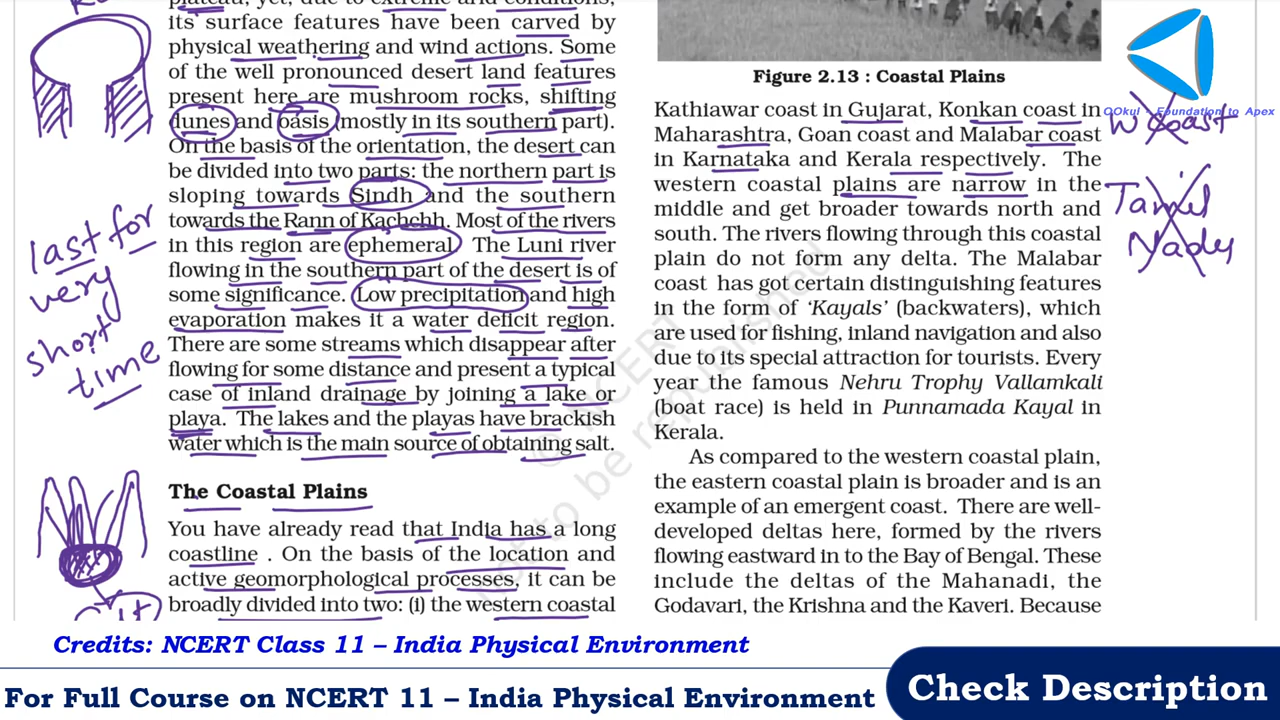 plateau, yet, due to extreme arid conditions,
its surface features have been carved by
physical weathering and wind actions. Some
of the well pronounced desert land features
present here are mushroom rocks, shifting
dunes and oasis (mostly in its southern part).
On the basis of the orientation, the desert can
be divided into two parts: the northern part is
sloping towards Sindh and the southern
towards the Rann of Kachchh. Most of the rivers
in this region are ephemeral. The Luni river
flowing in the southern part of the desert is of
some significance. Low precipitation and high
evaporation makes it a water deficit region.
There are some streams which disappear after
flowing for some distance and present a typical
case of inland drainage by joining a lake or
playa. The lakes and the playas have brackish
water which is the main source of obtaining salt.
last for
very
short
time
The Coastal Plains
You have already read that India has a long
coastline . On the basis of the location and
active geomorphological processes, it can be
broadly divided into two: (i) the western coastal
Figure 2.13 : Coastal Plains
Kathiawar coast in Gujarat, Konkan coast in
Maharashtra, Goan coast and Malabar coast
in Karnataka and Kerala respectively. The
western coastal plains are narrow in the
middle and get broader towards north and
south. The rivers flowing through this coastal
plain do not form any delta. The Malabar
coast has got certain distinguishing features
in the form of ‘Kayals’ (backwaters), which
are used for fishing, inland navigation and also
due to its special attraction for tourists. Every
year the famous Nehru Trophy Vallamkali
(boat race) is held in Punnamada Kayal in
Kerala.
As compared to the western coastal plain,
the eastern coastal plain is broader and is an
example of an emergent coast. There are well-
developed deltas here, formed by the rivers
flowing eastward in to the Bay of Bengal. These
include the deltas of the Mahanadi, the
Godavari, the Krishna and the Kaveri. Because
OOkul - Foundation to Apex
W Coast
Tamil
Nadu
© NCERT
not to be republished
Credits: NCERT Class 11 – India Physical Environment
For Full Course on NCERT 11 – India Physical Environment
Check Description